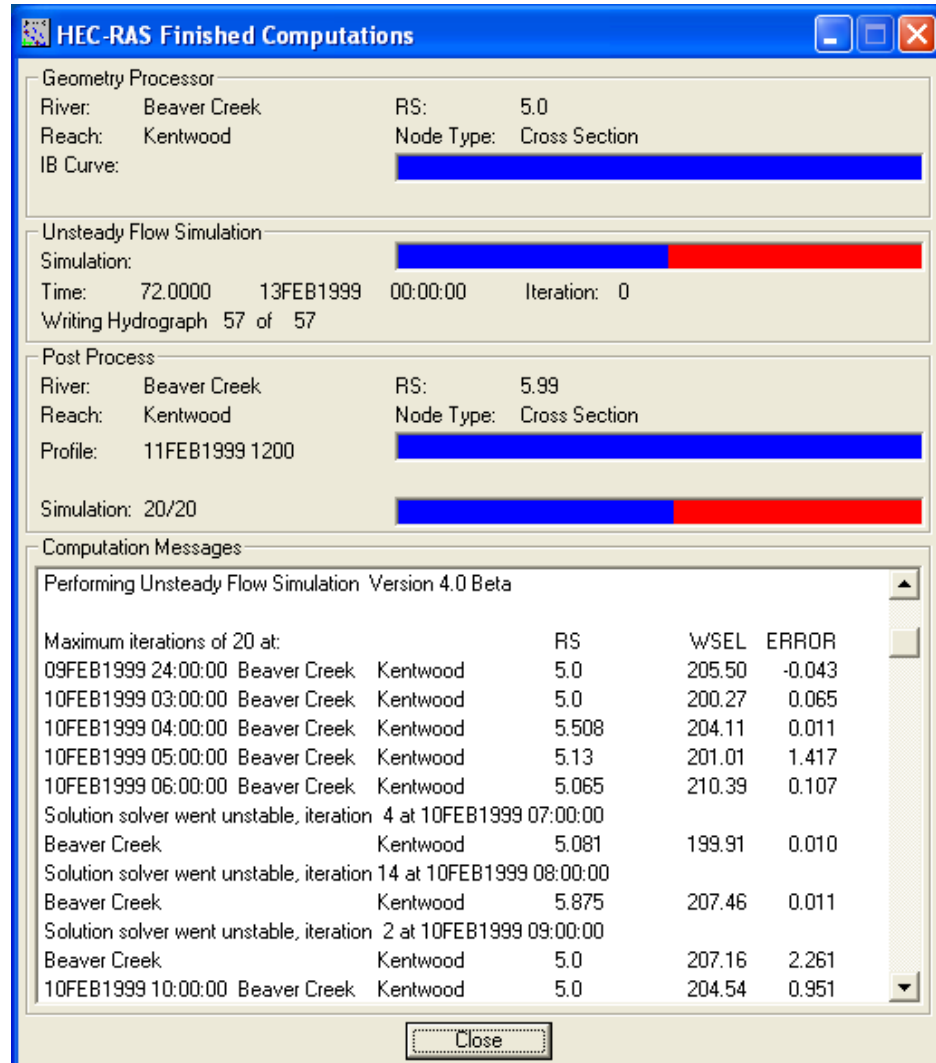 HEC-RAS Finished Computations
Geometry Processor
River: Beaver Creek RS: 5.0
Reach: Kentwood Node Type: Cross Section
IB Curve:
Unsteady Flow Simulation
Simulation:
Time: 72.0000 13FEB1999 00:00:00 Iteration: 0
Writing Hydrograph 57 of 57
Post Process
River: Beaver Creek RS: 5.99
Reach: Kentwood Node Type: Cross Section
Profile: 11FEB1999 1200
Simulation: 20/20
Computation Messages
Performing Unsteady Flow Simulation Version 4.0 Beta
Maximum iterations of 20 at: RS WSEL ERROR
09FEB1999 24:00:00 Beaver Creek Kentwood 5.0 205.50 -0.043
10FEB1999 03:00:00 Beaver Creek Kentwood 5.0 200.27 0.065
10FEB1999 04:00:00 Beaver Creek Kentwood 5.508 204.11 0.011
10FEB1999 05:00:00 Beaver Creek Kentwood 5.13 201.01 1.417
10FEB1999 06:00:00 Beaver Creek Kentwood 5.065 210.39 0.107
Solution solver went unstable, iteration 4 at 10FEB1999 07:00:00
Beaver Creek Kentwood 5.081 199.91 0.010
Solution solver went unstable, iteration 14 at 10FEB1999 08:00:00
Beaver Creek Kentwood 5.875 207.46 0.011
Solution solver went unstable, iteration 2 at 10FEB1999 09:00:00
Beaver Creek Kentwood 5.0 207.16 2.261
10FEB1999 10:00:00 Beaver Creek Kentwood 5.0 204.54 0.951
Close